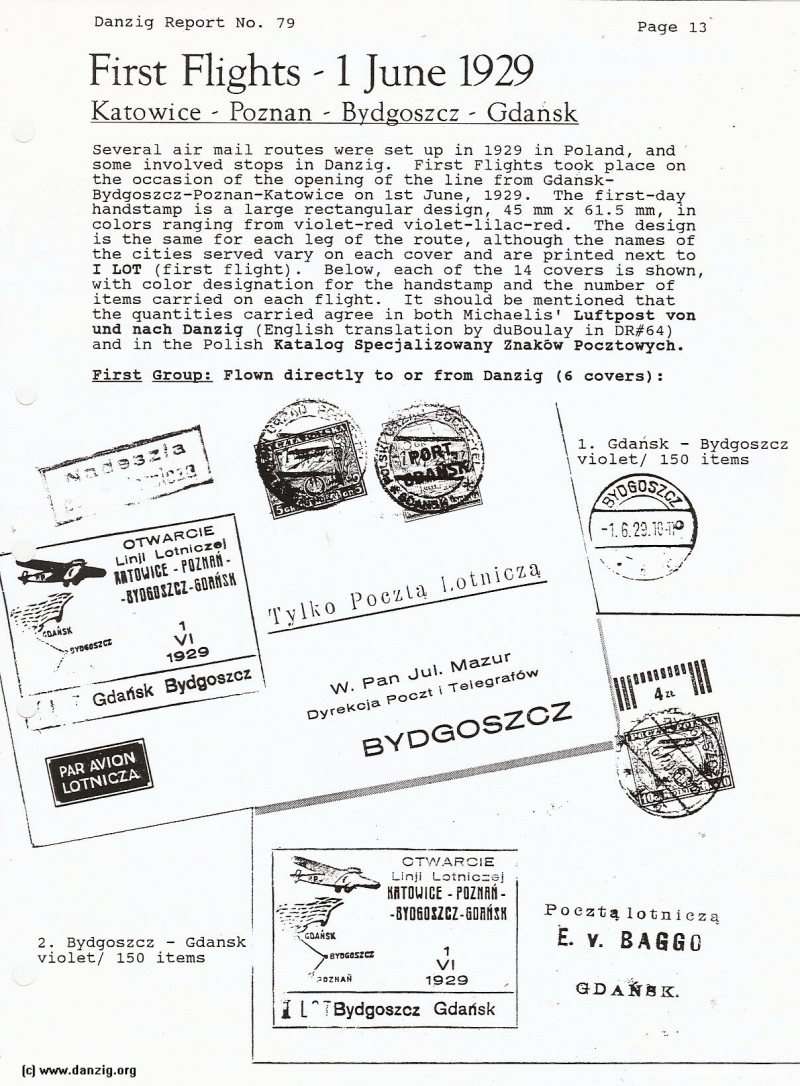 Danzig Report No. 79
Page 13
First Flights - 1 June 1929
Katowice - Poznan - Bydgoszcz - Gdańsk
Several air mail routes were set up in 1929 in Poland, and
some involved stops in Danzig. First Flights took place on
the occasion of the opening of the line from Gdańsk-
Bydgoszcz-Poznan-Katowice on 1st June, 1929. The first-day
handstamp is a large rectangular design, 45 mm x 61.5 mm, in
colors ranging from violet-red violet-lilac-red. The design
is the same for each leg of the route, although the names of
the cities served vary on each cover and are printed next to
I LOT (first flight). Below, each of the 14 covers is shown,
with color designation for the handstamp and the number of
items carried on each flight. It should be mentioned that
the quantities carried agree in both Michaelis' Luftpost von
und nach Danzig (English translation by duBoulay in DR#64)
and in the Polish Katalog Specjalizowany Znaków Pocztowych.
First Group: Flown directly to or from Danzig (6 covers):
1. Gdańsk - Bydgoszcz
violet/ 150 items
Nadeszła
PORT
GDAŃSK
BYDGOSZCZ
-1.6.29.
OTWARCIE
Linji Lotniczej
KATOWICE - POZNAŃ -
-BYDGOSZCZ-GDAŃSK
GDAŃSK
BYDGOSZCZ
1
VI
1929
Gdańsk Bydgoszcz
Tylko Pocztą Lotniczą
W. Pan Jul. Mazur
Dyrekcja Poczt i Telegrafów
BYDGOSZCZ
PAR AVION
LOTNICZA
4 ZŁ
OTWARCIE
Linji Lotniczej
KATOWICE - POZNAŃ -
-BYDGOSZCZ-GDAŃSK
GDAŃSK
BYDGOSZCZ
POZNAŃ
1
VI
1929
Bydgoszcz Gdańsk
Pocztą lotniczą
E. v. BAGGO
GDAŃSK.
2. Bydgoszcz - Gdansk
violet/ 150 items
(c) www.danzig.org